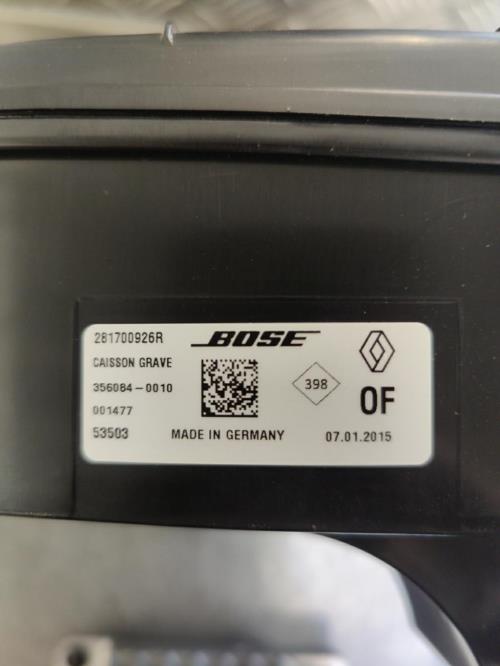 281700926R BOSE
CAISSON GRAVE
356084-0010 398
001477 OF
53503 MADE IN GERMANY 07.01.2015